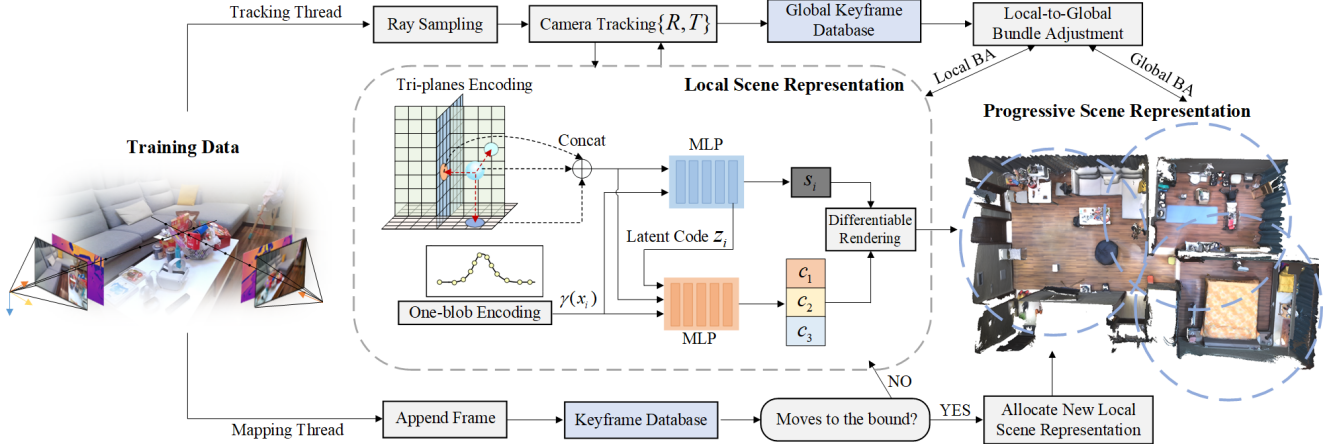 Tracking Thread
Ray Sampling
Camera Tracking{R, T}
Global Keyframe
Database
Local-to-Global
Bundle Adjustment
Local BA
Global BA
Tri-planes Encoding
Local Scene Representation
Progressive Scene Representation
Training Data
Concat
MLP
s_i
Differentiable
Rendering
Latent Code z_i
c_1
c_2
c_3
One-blob Encoding
γ(x_i)
MLP
NO
Mapping Thread
Append Frame
Keyframe Database
Moves to the bound?
YES
Allocate New Local
Scene Representation